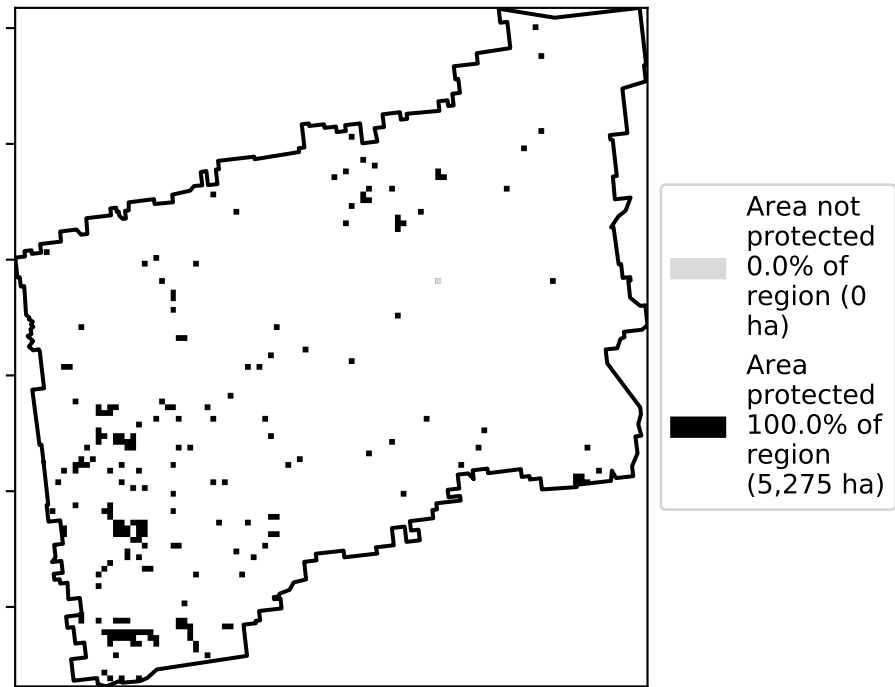 Area not
protected
0.0% of
region (0
ha)
Area
protected
100.0% of
region
(5,275 ha)